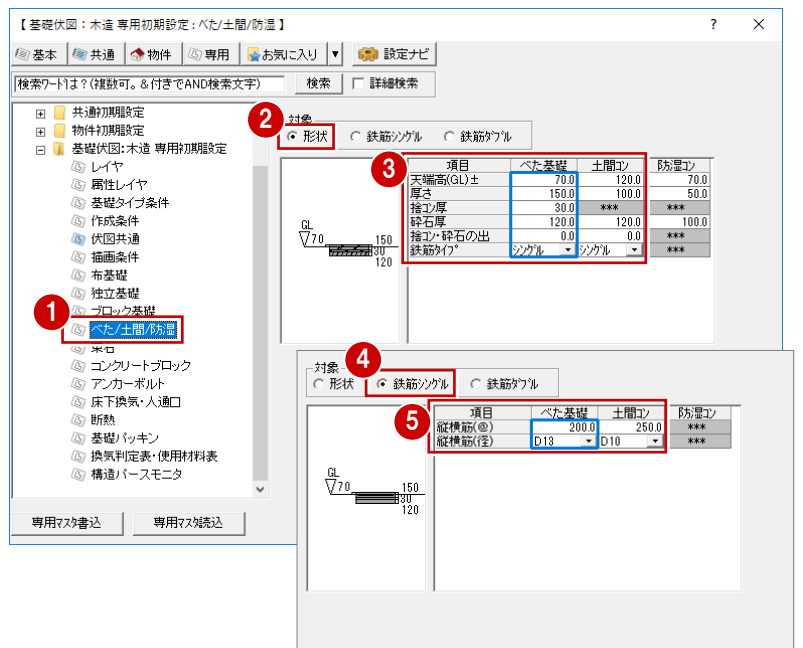 【基礎伏図：木造 専用初期設定：べた/土間/防湿】 ? ×
基本 共通 物件 専用 お気に入り ▼ 設定ナビ
検索ワードは？(複数可。&付きでAND検索文字) 検索 詳細検索
共通初期設定
物件初期設定
基礎伏図:木造 専用初期設定
レイヤ
属性レイヤ
基礎タイプ条件
作成条件
伏図共通
描画条件
布基礎
独立基礎
ブロック基礎
1 べた/土間/防湿
束石
コンクリートブロック
アンカーボルト
床下換気・人通口
断熱
基礎パッキン
換気判定表・使用材料表
構造パースモニタ
専用マスタ書込 専用マスタ読込
対象
2 形状 鉄筋シングル 鉄筋ダブル
GL
70 150
30
120
3 項目 べた基礎 土間コン 防湿コン
天端高(GL)± 70.0 120.0 70.0
厚さ 150.0 100.0 50.0
捨コン厚 30.0 *** ***
砕石厚 120.0 120.0 100.0
捨コン・砕石の出 0.0 0.0 ***
鉄筋タイプ シングル シングル ***
対象
4 形状 鉄筋シングル 鉄筋ダブル
GL
70 150
30
120
5 項目 べた基礎 土間コン 防湿コン
縦横筋(@) 200.0 250.0 ***
縦横筋(径) D13 D10 ***